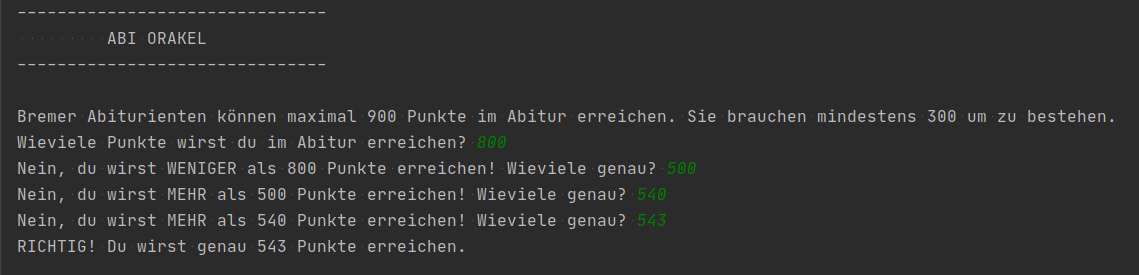 -------------------------------
ABI ORAKEL
-------------------------------
Bremer Abiturienten können maximal 900 Punkte im Abitur erreichen. Sie brauchen mindestens 300 um zu bestehen.
Wieviele Punkte wirst du im Abitur erreichen? 800
Nein, du wirst WENIGER als 800 Punkte erreichen! Wieviele genau? 500
Nein, du wirst MEHR als 500 Punkte erreichen! Wieviele genau? 540
Nein, du wirst MEHR als 540 Punkte erreichen! Wieviele genau? 543
RICHTIG! Du wirst genau 543 Punkte erreichen.